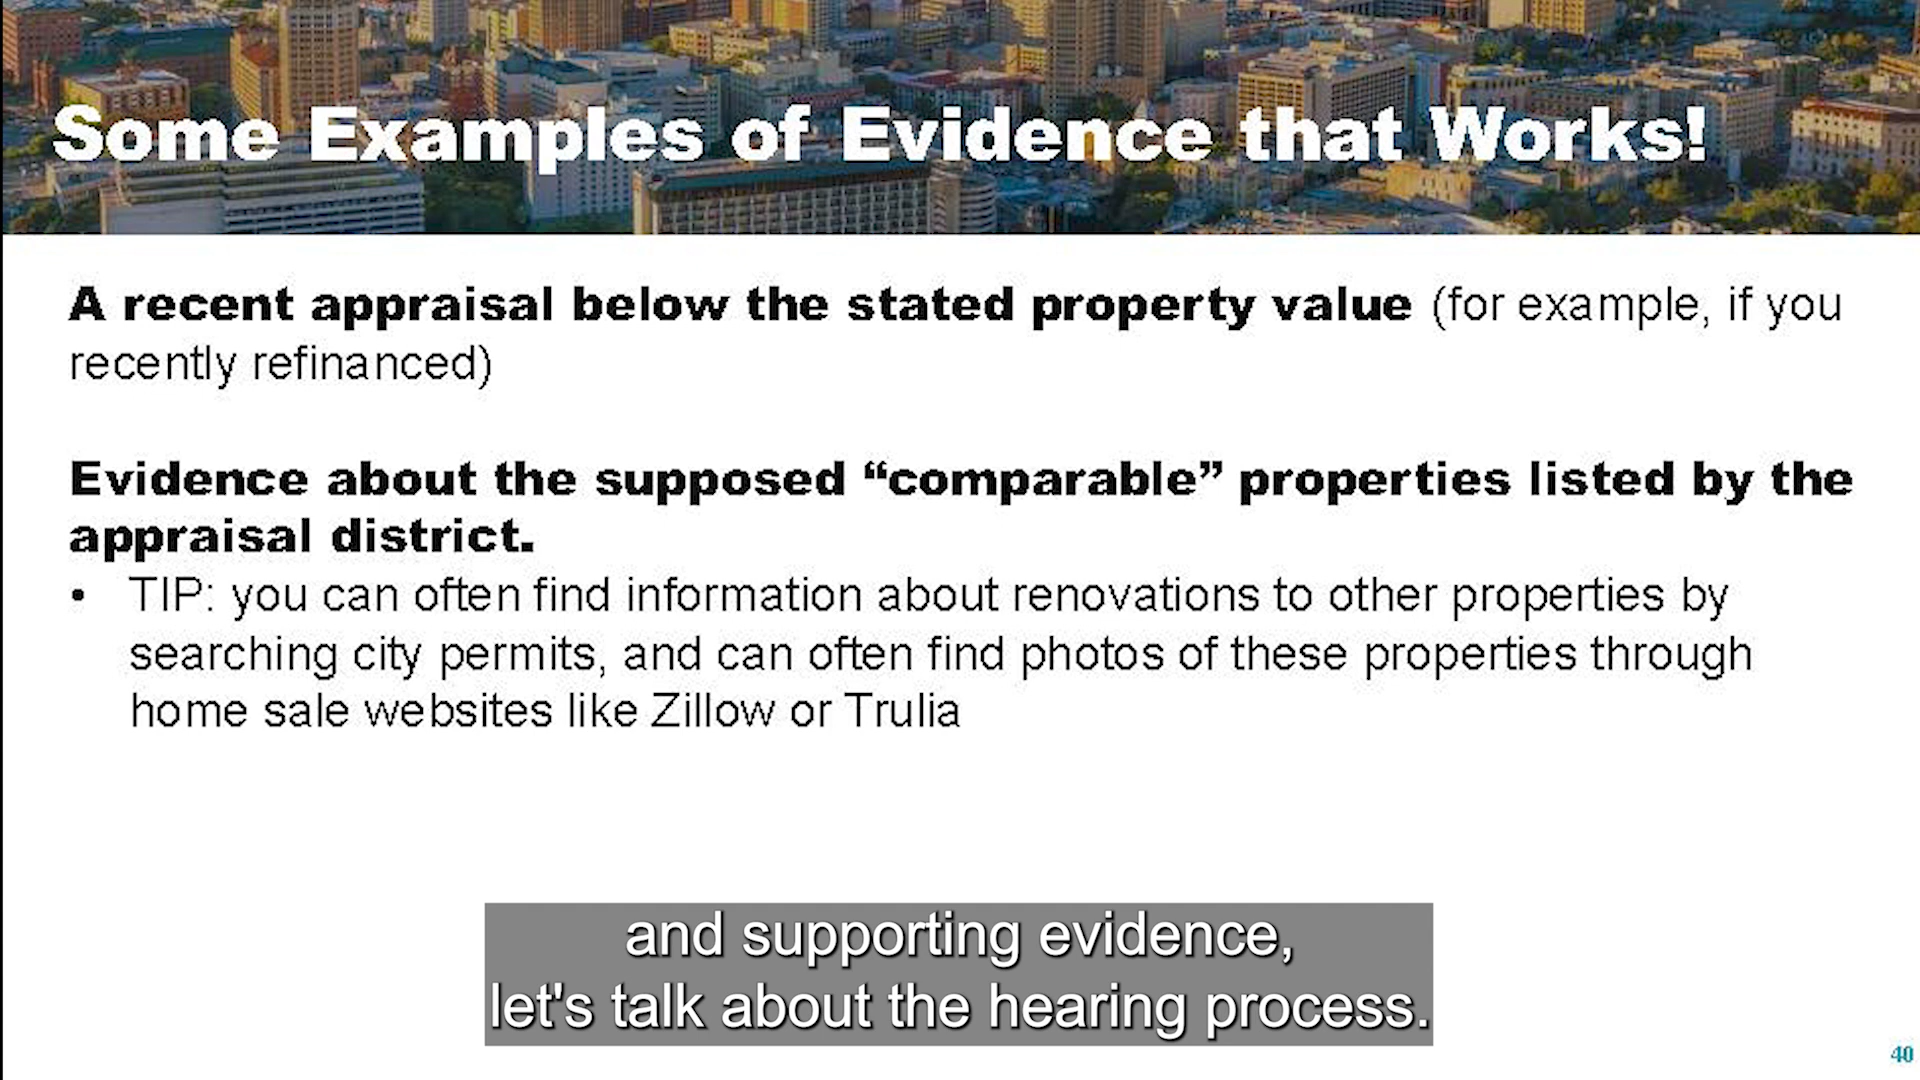 Some Examples of Evidence that Works!
A recent appraisal below the stated property value (for example, if you
recently refinanced)
Evidence about the supposed “comparable” properties listed by the
appraisal district.
• TIP: you can often find information about renovations to other properties by
searching city permits, and can often find photos of these properties through
home sale websites like Zillow or Trulia
and supporting evidence,
let's talk about the hearing process.
40